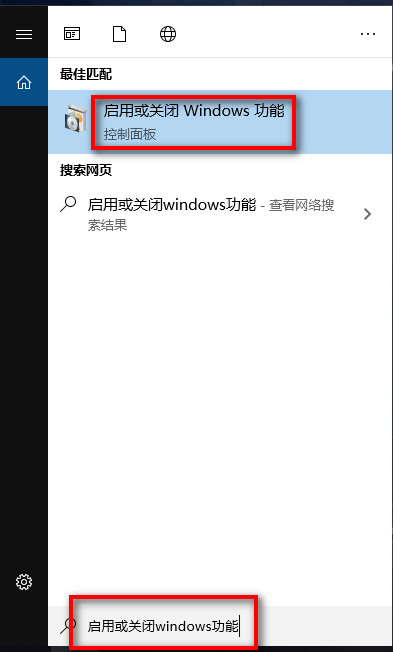 最佳匹配
启用或关闭 Windows 功能
控制面板
搜索网页
启用或关闭windows功能 - 查看网络搜
索结果
启用或关闭windows功能